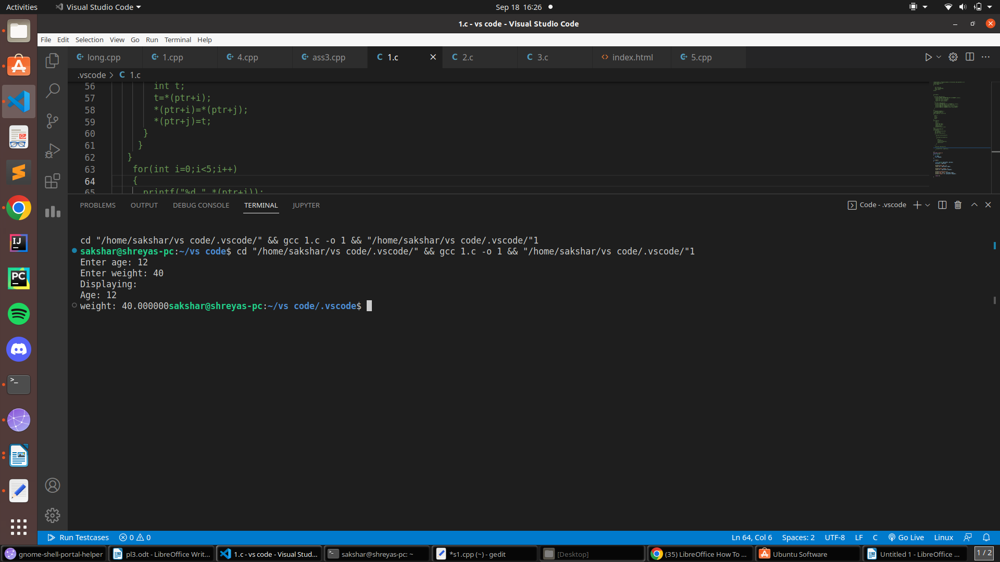 Activities
Visual Studio Code
Sep 18 16:26
1.c - vs code - Visual Studio Code
File Edit Selection View Go Run Terminal Help
long.cpp 1.cpp 4.cpp ass3.cpp 1.c 2.c 3.c index.html 5.cpp
.vscode > C 1.c
56 int t;
57 t=*(ptr+i);
58 *(ptr+i)=*(ptr+j);
59 *(ptr+j)=t;
60 }
61 }
62 }
63 for(int i=0;i<5;i++)
64 {
65 printf("%d ",*(ptr+i));
PROBLEMS OUTPUT DEBUG CONSOLE TERMINAL JUPYTER
Code - .vscode
cd "/home/sakshar/vs code/.vscode/" && gcc 1.c -o 1 && "/home/sakshar/vs code/.vscode/"1
sakshar@shreyas-pc:~/vs code$ cd "/home/sakshar/vs code/.vscode/" && gcc 1.c -o 1 && "/home/sakshar/vs code/.vscode/"1
Enter age: 12
Enter weight: 40
Displaying:
Age: 12
weight: 40.000000sakshar@shreyas-pc:~/vs code/.vscode$
Run Testcases 0 0
Ln 64, Col 6 Spaces: 2 UTF-8 LF C Go Live Linux
gnome-shell-portal-helper
pl3.odt - LibreOffice Writ...
1.c - vs code - Visual Stud...
sakshar@shreyas-pc: ~
*s1.cpp (~) - gedit
[Desktop]
(35) LibreOffice How To ...
Ubuntu Software
Untitled 1 - LibreOffice ...
1 / 2